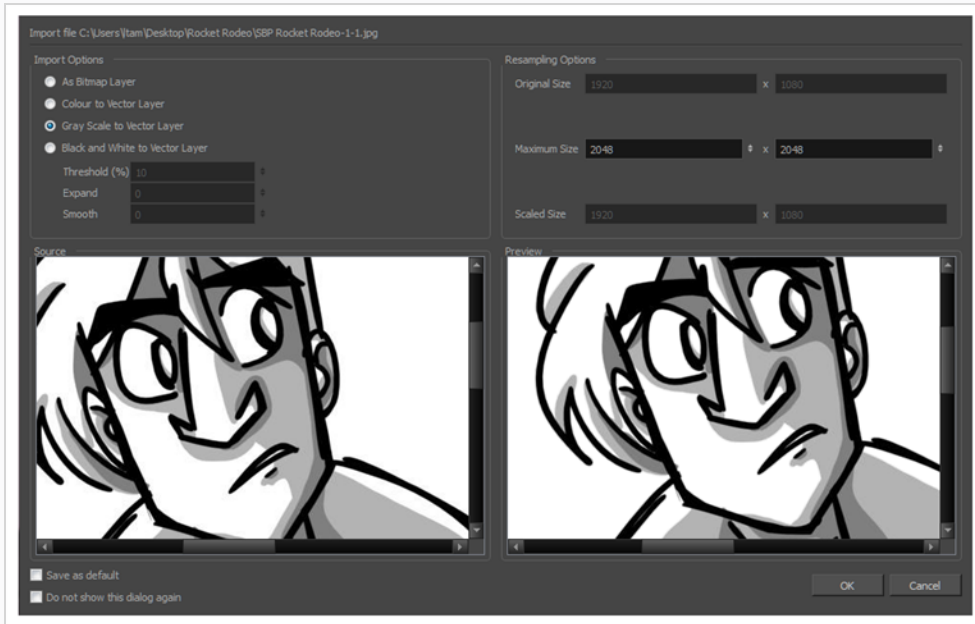 Import file C:\Users\ltam\Desktop\Rocket Rodeo\SBP Rocket Rodeo-1-1.jpg
Import Options
As Bitmap Layer
Colour to Vector Layer
Gray Scale to Vector Layer
Black and White to Vector Layer
Threshold (%) 10
Expand 0
Smooth 0
Resampling Options
Original Size 1920 x 1080
Maximum Size 2048 x 2048
Scaled Size 1920 x 1080
Source
Preview
Save as default
Do not show this dialog again
OK Cancel